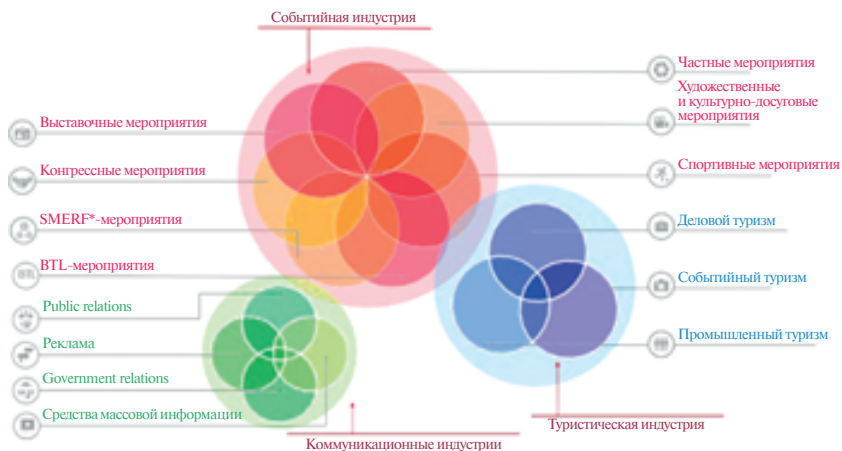 Событийная индустрия
Выставочные мероприятия
Конгрессные мероприятия
SMERF*-мероприятия
BTL-мероприятия
Public relations
Реклама
Government relations
Средства массовой информации
Частные мероприятия
Художественные
и культурно-досуговые
мероприятия
Спортивные мероприятия
Деловой туризм
Событийный туризм
Промышленный туризм
Туристическая индустрия
Коммуникационные индустрии